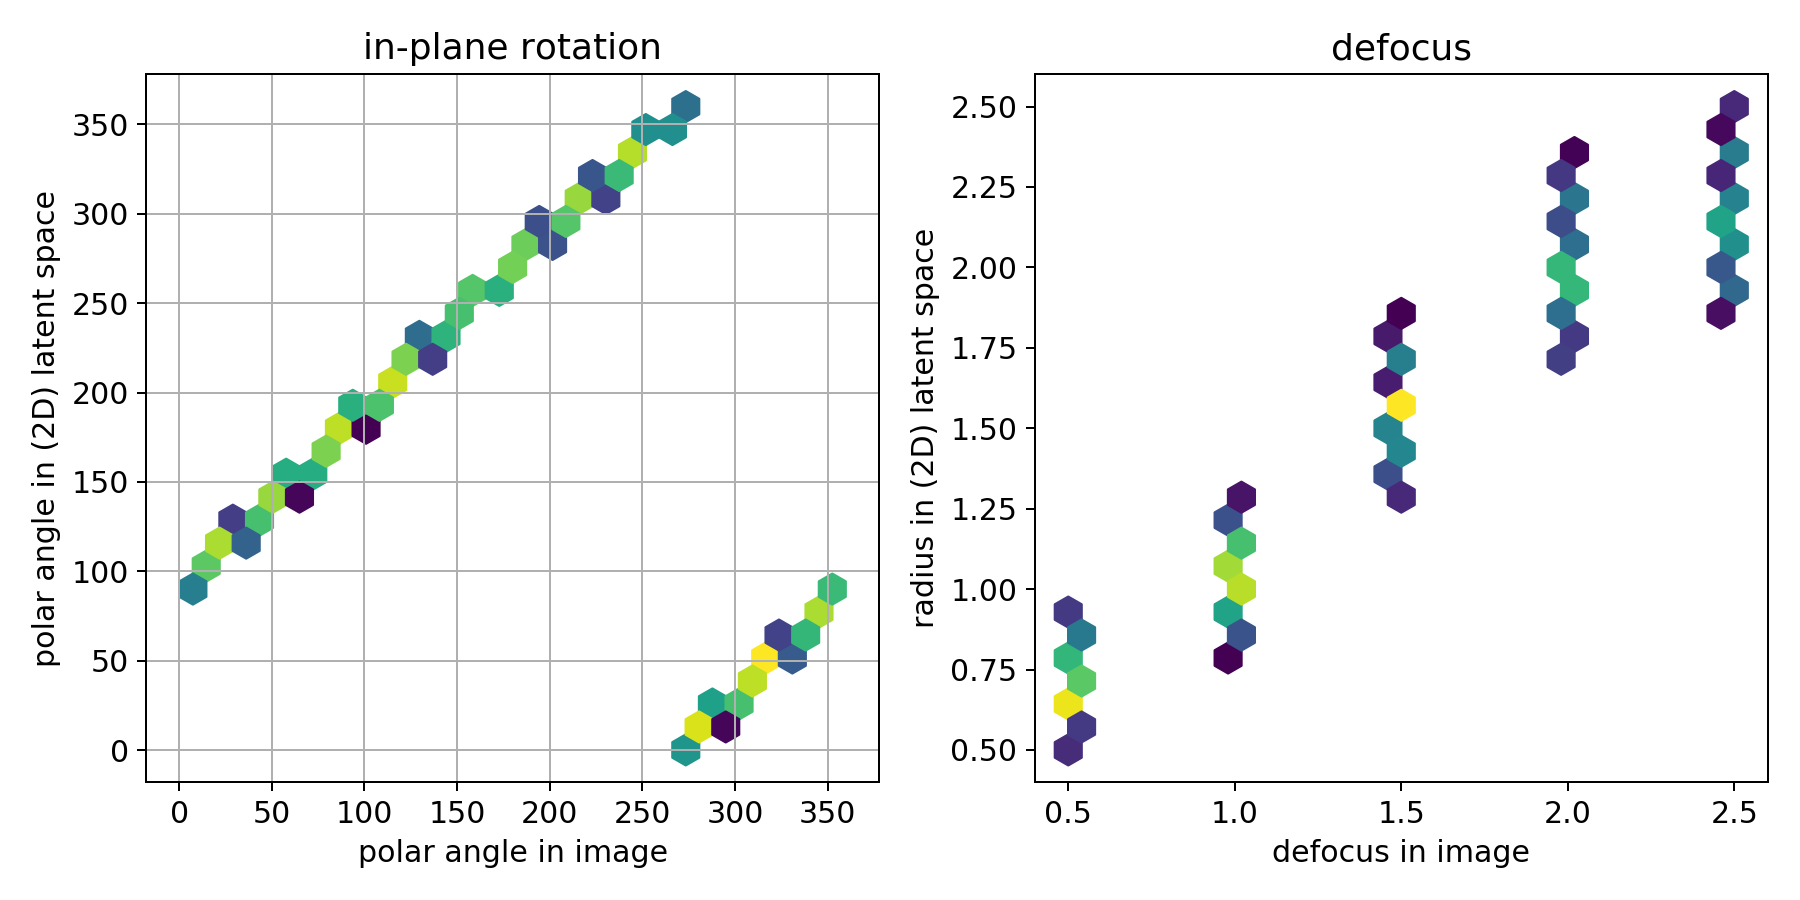 in-plane rotation
polar angle in (2D) latent space
350
300
250
200
150
100
50
0
0 50 100 150 200 250 300 350
polar angle in image
defocus
radius in (2D) latent space
2.50
2.25
2.00
1.75
1.50
1.25
1.00
0.75
0.50
0.5 1.0 1.5 2.0 2.5
defocus in image